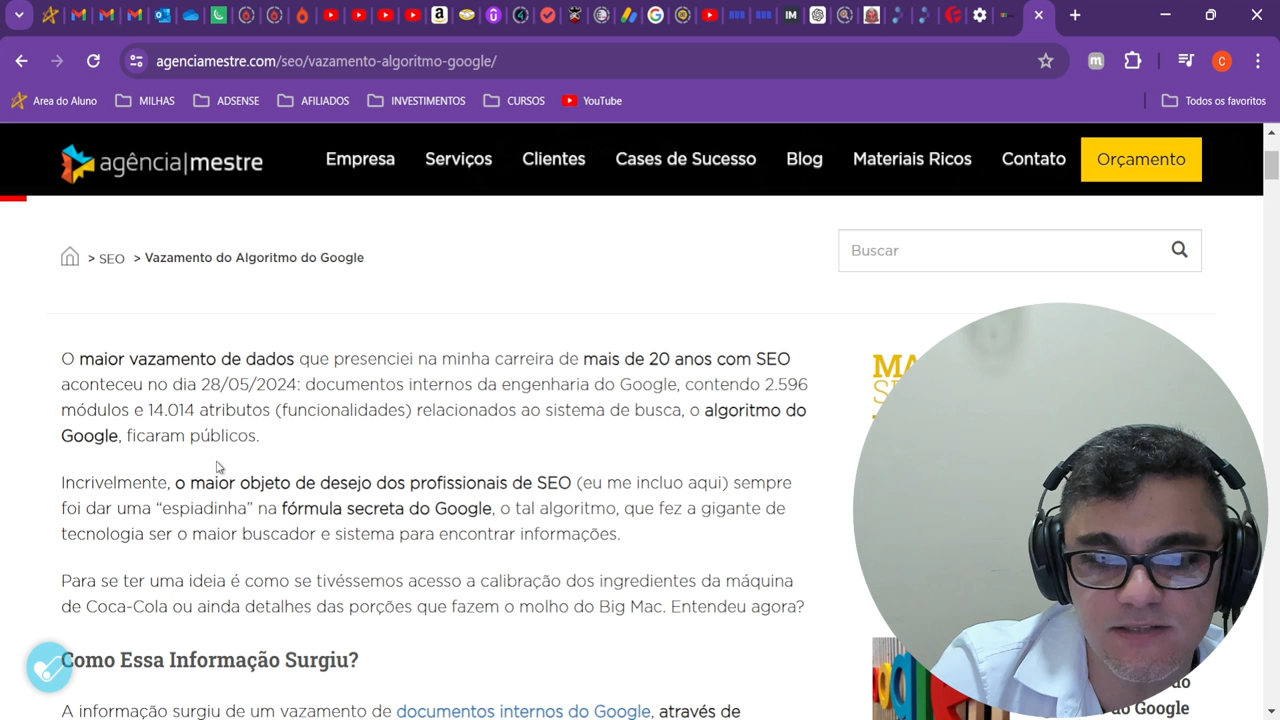 agenciamestre.com/seo/vazamento-algoritmo-google/
Area do Aluno
MILHAS
ADSENSE
AFILIADOS
INVESTIMENTOS
CURSOS
YouTube
Todos os favoritos
agência|mestre
Empresa
Serviços
Clientes
Cases de Sucesso
Blog
Materiais Ricos
Contato
Orçamento
> SEO > Vazamento do Algoritmo do Google
Buscar
O maior vazamento de dados que presenciei na minha carreira de mais de 20 anos com SEO
aconteceu no dia 28/05/2024: documentos internos da engenharia do Google, contendo 2.596
módulos e 14.014 atributos (funcionalidades) relacionados ao sistema de busca, o algoritmo do
Google, ficaram públicos.
Incrivelmente, o maior objeto de desejo dos profissionais de SEO (eu me incluo aqui) sempre
foi dar uma “espiadinha” na fórmula secreta do Google, o tal algoritmo, que fez a gigante de
tecnologia ser o maior buscador e sistema para encontrar informações.
Para se ter uma ideia é como se tivéssemos acesso a calibração dos ingredientes da máquina
de Coca-Cola ou ainda detalhes das porções que fazem o molho do Big Mac. Entendeu agora?
Como Essa Informação Surgiu?
A informação surgiu de um vazamento de documentos internos do Google, através de
do Google